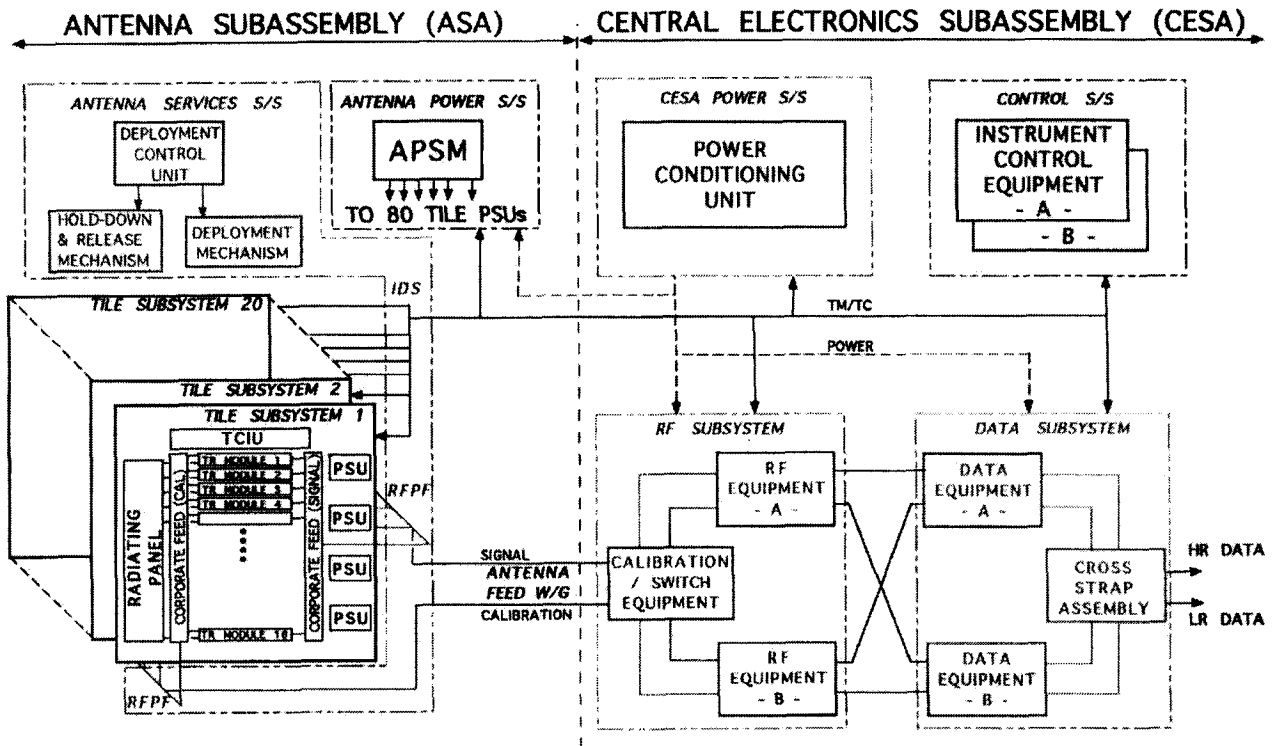 ANTENNA SUBASSEMBLY (ASA)
CENTRAL ELECTRONICS SUBASSEMBLY (CESA)
ANTENNA SERVICES S/S
DEPLOYMENT
CONTROL
UNIT
HOLD-DOWN
& RELEASE
MECHANISM
DEPLOYMENT
MECHANISM
ANTENNA POWER S/S
APSM
TO 80 TILE PSUs
CESA POWER S/S
POWER
CONDITIONING
UNIT
CONTROL S/S
INSTRUMENT
CONTROL
EQUIPMENT
- A -
- B -
IDS
TM/TC
POWER
TILE SUBSYSTEM 20
TILE SUBSYSTEM 2
TILE SUBSYSTEM 1
TCIU
RADIATING
PANEL
CORPORATE FEED (CAL)
TR MODULE 1
TR MODULE 2
TR MODULE 3
TR MODULE 4
TR MODULE 16
CORPORATE FEED (SIGNAL)
PSU
PSU
PSU
PSU
RFPF
RFPF
SIGNAL
ANTENNA
FEED W/G
CALIBRATION
RF SUBSYSTEM
RF
EQUIPMENT
- A -
CALIBRATION
/ SWITCH
EQUIPMENT
RF
EQUIPMENT
- B -
DATA SUBSYSTEM
DATA
EQUIPMENT
- A -
CROSS
STRAP
ASSEMBLY
DATA
EQUIPMENT
- B -
HR DATA
LR DATA